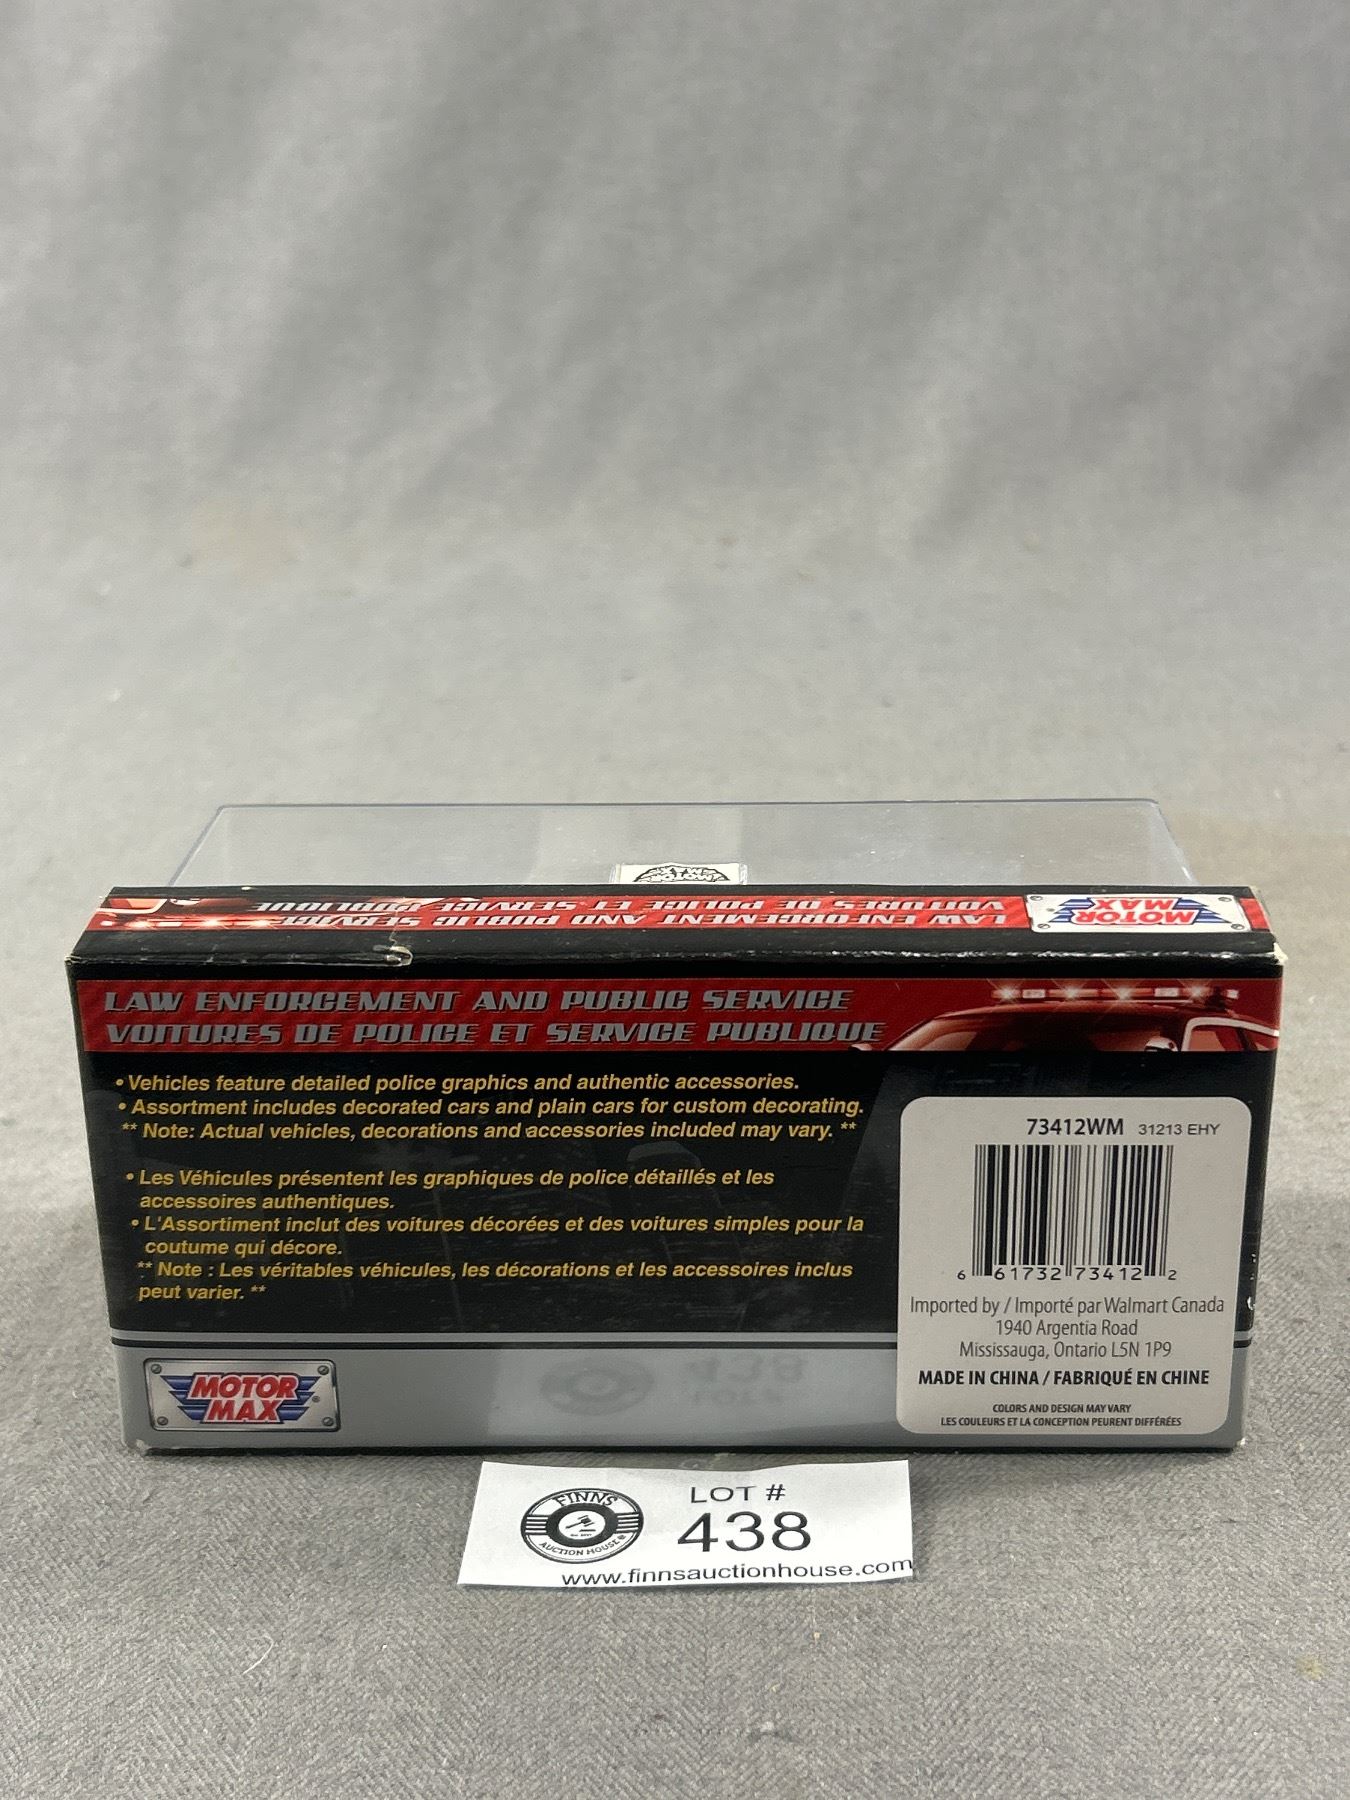 MOTOR
MAX
LAW ENFORCEMENT AND PUBLIC SERVICE
VOITURES DE POLICE ET SERVICE PUBLIQUE
MOTOR
MAX
LAW ENFORCEMENT AND PUBLIC SERVICE
VOITURES DE POLICE ET SERVICE PUBLIQUE
• Vehicles feature detailed police graphics and authentic accessories.
• Assortment includes decorated cars and plain cars for custom decorating.
** Note: Actual vehicles, decorations and accessories included may vary. **
• Les Véhicules présentent les graphiques de police détaillés et les
accessoires authentiques.
• L'Assortiment inclut des voitures décorées et des voitures simples pour la
coutume qui décore.
** Note : Les véritables véhicules, les décorations et les accessoires inclus
peut varier. **
73412WM 31213 EHY
6 61732 73412 2
Imported by / Importé par Walmart Canada
1940 Argentia Road
Mississauga, Ontario L5N 1P9
MADE IN CHINA / FABRIQUÉ EN CHINE
COLORS AND DESIGN MAY VARY
LES COULEURS ET LA CONCEPTION PEURENT DIFFÉRÉES
MOTOR
MAX
®
FINNS
AUCTION HOUSE
LOT #
438
www.finnsauctionhouse.com